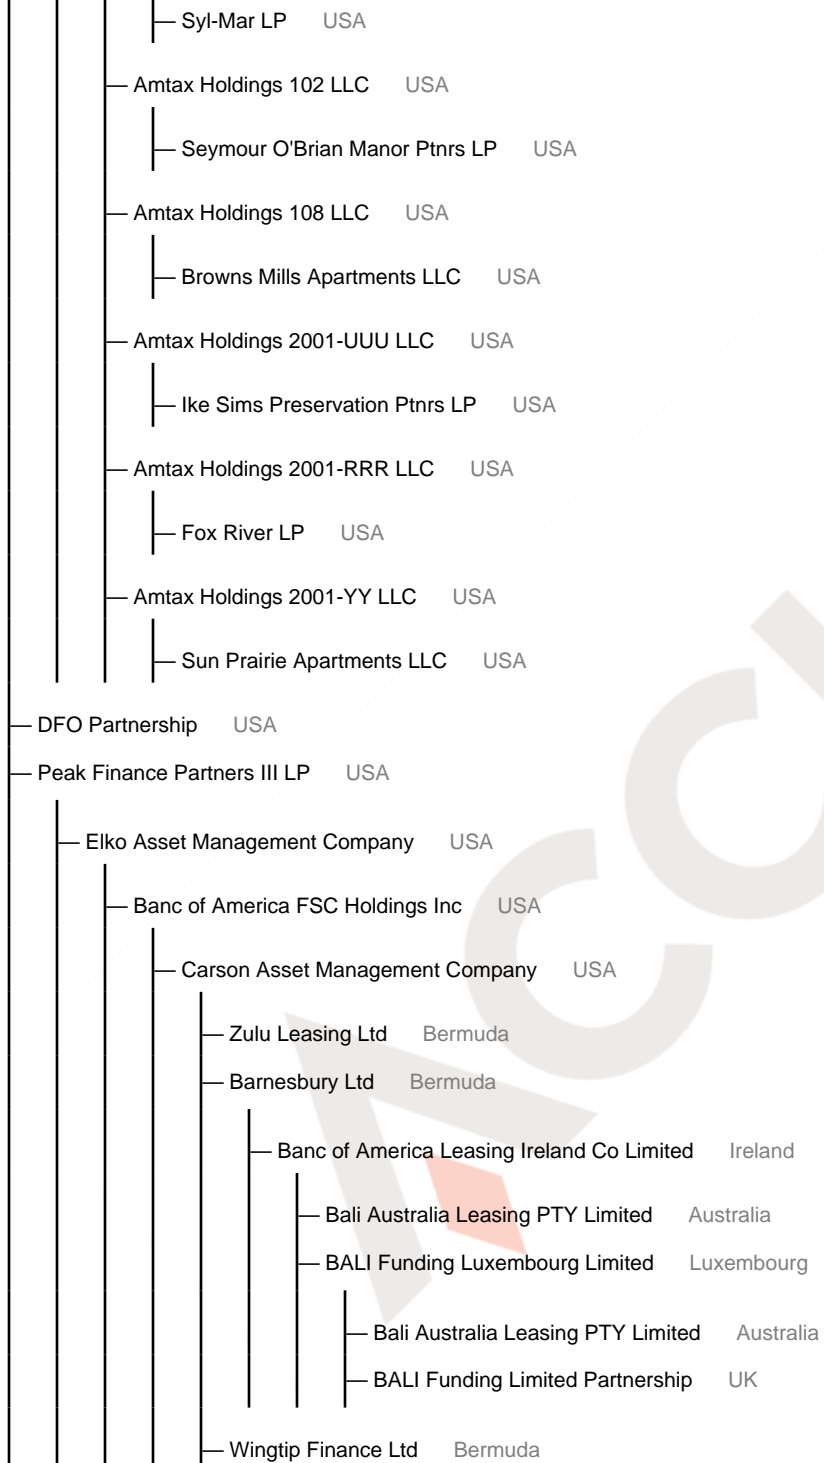 Syl-Mar LP USA
Amtax Holdings 102 LLC USA
Seymour O'Brian Manor Ptnrs LP USA
Amtax Holdings 108 LLC USA
Browns Mills Apartments LLC USA
Amtax Holdings 2001-UUU LLC USA
Ike Sims Preservation Ptnrs LP USA
Amtax Holdings 2001-RRR LLC USA
Fox River LP USA
Amtax Holdings 2001-YY LLC USA
Sun Prairie Apartments LLC USA
DFO Partnership USA
Peak Finance Partners III LP USA
Elko Asset Management Company USA
Banc of America FSC Holdings Inc USA
Carson Asset Management Company USA
Zulu Leasing Ltd Bermuda
Barnesbury Ltd Bermuda
Banc of America Leasing Ireland Co Limited Ireland
Bali Australia Leasing PTY Limited Australia
BALI Funding Luxembourg Limited Luxembourg
Bali Australia Leasing PTY Limited Australia
BALI Funding Limited Partnership UK
Wingtip Finance Ltd Bermuda